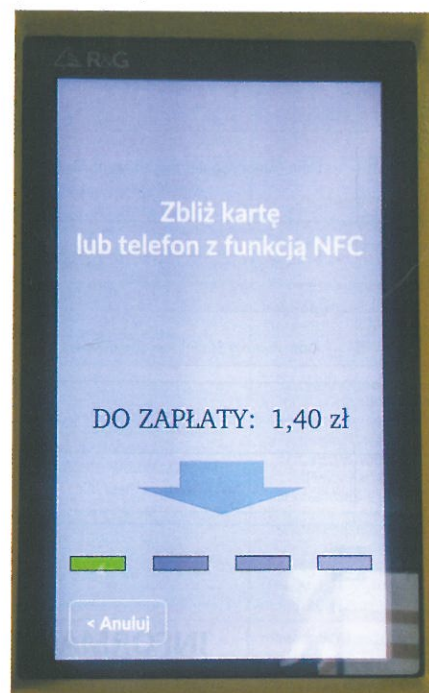 R&G
Zbliż kartę
lub telefon z funkcją NFC
DO ZAPŁATY: 1,40 zł
< Anuluj